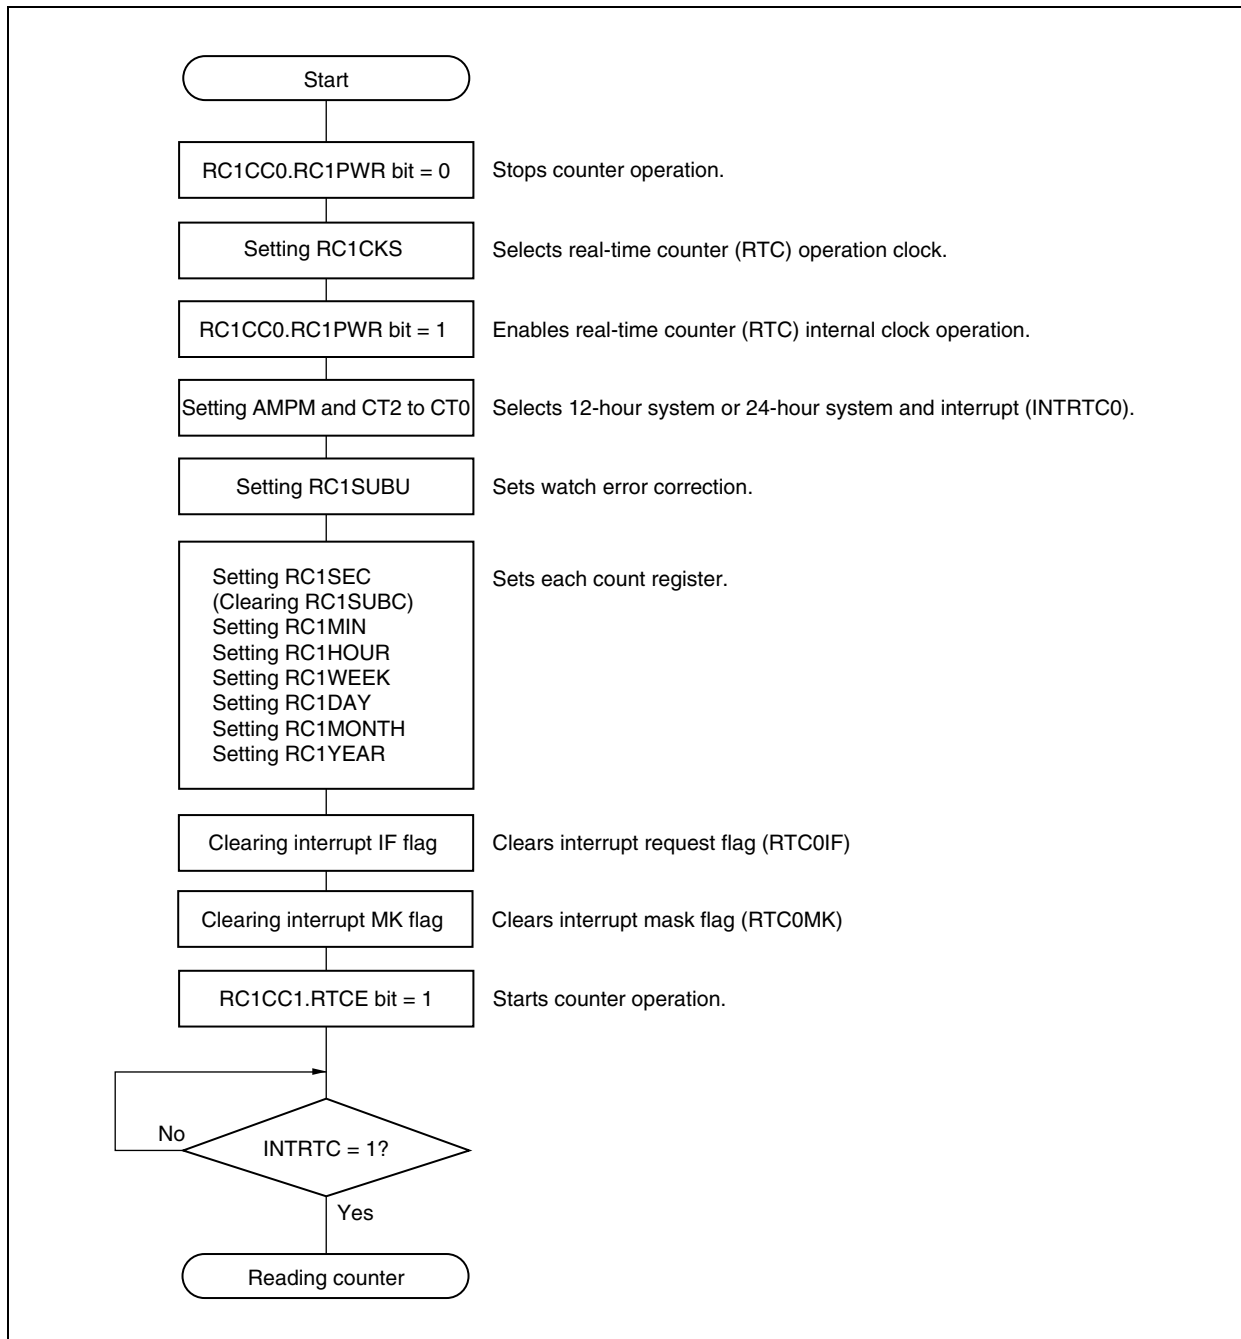 Start
RC1CC0.RC1PWR bit = 0
Stops counter operation.
Setting RC1CKS
Selects real-time counter (RTC) operation clock.
RC1CC0.RC1PWR bit = 1
Enables real-time counter (RTC) internal clock operation.
Setting AMPM and CT2 to CT0
Selects 12-hour system or 24-hour system and interrupt (INTRTC0).
Setting RC1SUBU
Sets watch error correction.
Setting RC1SEC
(Clearing RC1SUBC)
Setting RC1MIN
Setting RC1HOUR
Setting RC1WEEK
Setting RC1DAY
Setting RC1MONTH
Setting RC1YEAR
Sets each count register.
Clearing interrupt IF flag
Clears interrupt request flag (RTC0IF)
Clearing interrupt MK flag
Clears interrupt mask flag (RTC0MK)
RC1CC1.RTCE bit = 1
Starts counter operation.
No
INTRTC = 1?
Yes
Reading counter